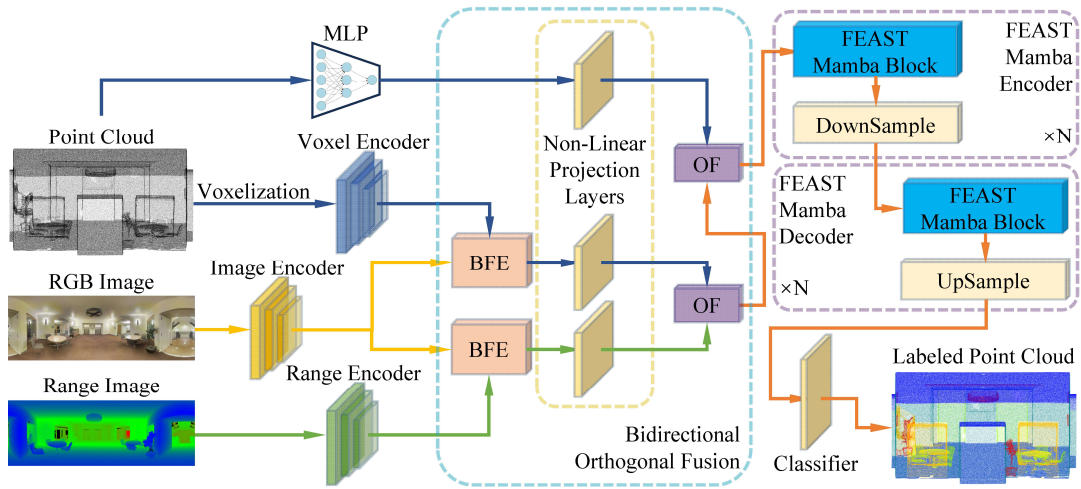 MLP
Point Cloud
Voxelization
Voxel Encoder
RGB Image
Image Encoder
Range Image
Range Encoder
BFE
BFE
Non-Linear
Projection
Layers
OF
OF
Bidirectional
Orthogonal Fusion
FEAST
Mamba Block
DownSample
FEAST
Mamba
Encoder
×N
FEAST
Mamba
Decoder
×N
FEAST
Mamba Block
UpSample
Classifier
Labeled Point Cloud